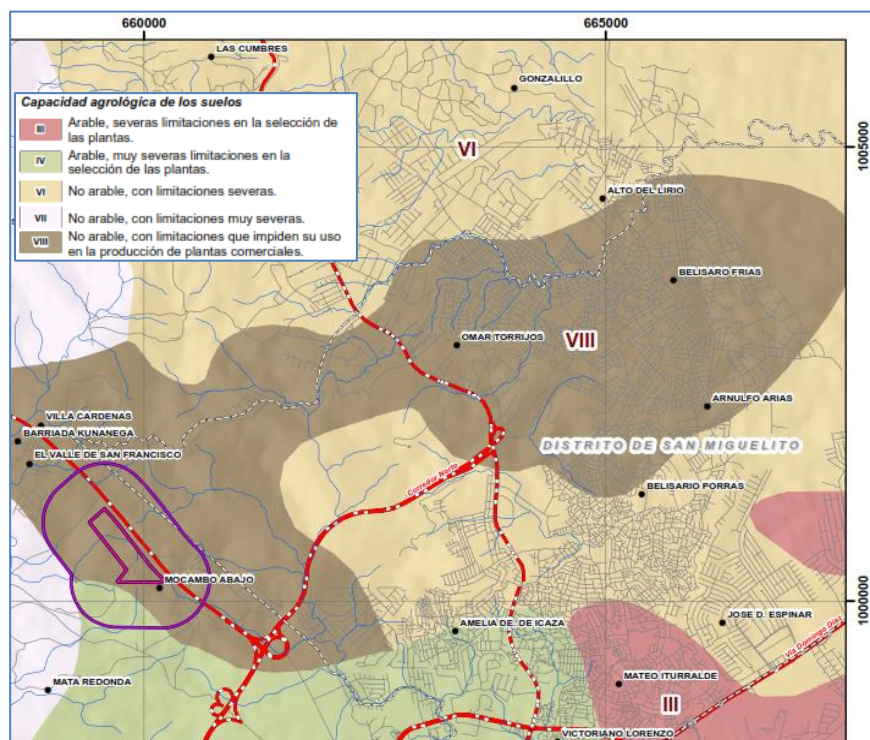 660000
665000
LAS CUMBRES
GONZALILLO
Capacidad agrológica de los suelos
III Arable, severas limitaciones en la selección de
las plantas.
IV Arable, muy severas limitaciones en la
selección de las plantas.
VI No arable, con limitaciones severas.
VII No arable, con limitaciones muy severas.
VIII No arable, con limitaciones que impiden su uso
en la producción de plantas comerciales.
VI
1005000
ALTO DEL LIRIO
BELISARO FRIAS
OMAR TORRIJOS
VIII
ARNULFO ARIAS
VILLA CARDENAS
BARRIADA KUNANEGA
EL VALLE DE SAN FRANCISCO
DISTRITO DE SAN MIGUELITO
Corredor Norte
BELISARIO PORRAS
MOCAMBO ABAJO
1000000
AMELIA DE. DE ICAZA
JOSE D. ESPINAR
Via Domingo Díaz
MATA REDONDA
MATEO ITURRALDE
III
VICTORIANO LORENZO